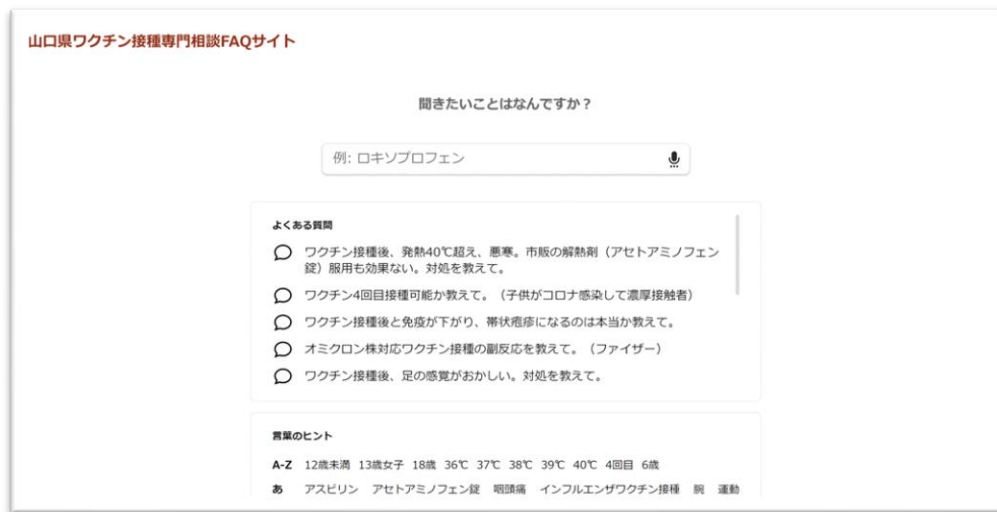 山口県ワクチン接種専門相談FAQサイト
聞きたいことはなんですか？
例: ロキソプロフェン
よくある質問
ワクチン接種後、発熱40℃超え、悪寒。市販の解熱剤（アセトアミノフェン
錠）服用も効果ない。対処を教えて。
ワクチン4回目接種可能か教えて。（子供がコロナ感染して濃厚接触者）
ワクチン接種後と免疫が下がり、帯状疱疹になるのは本当か教えて。
オミクロン株対応ワクチン接種の副反応を教えて。（ファイザー）
ワクチン接種後、足の感覚がおかしい。対処を教えて。
言葉のヒント
A-Z 12歳未満 13歳女子 18歳 36℃ 37℃ 38℃ 39℃ 40℃ 4回目 6歳
あ アスピリン アセトアミノフェン錠 咽頭痛 インフルエンザワクチン接種 腕 運動